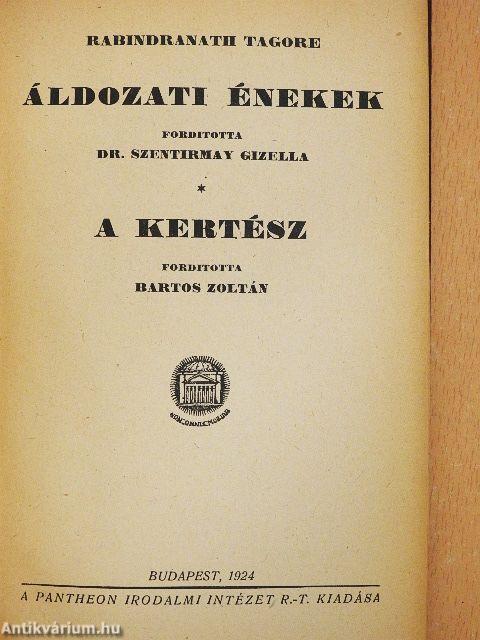 RABINDRANATH TAGORE
ÁLDOZATI ÉNEKEK
FORDITOTTA
DR. SZENTIRMAY GIZELLA
*
A KERTÉSZ
FORDITOTTA
BARTOS ZOLTÁN
BUDAPEST, 1924
A PANTHEON IRODALMI INTÉZET R.-T. KIADÁSA
Antikvárium.hu